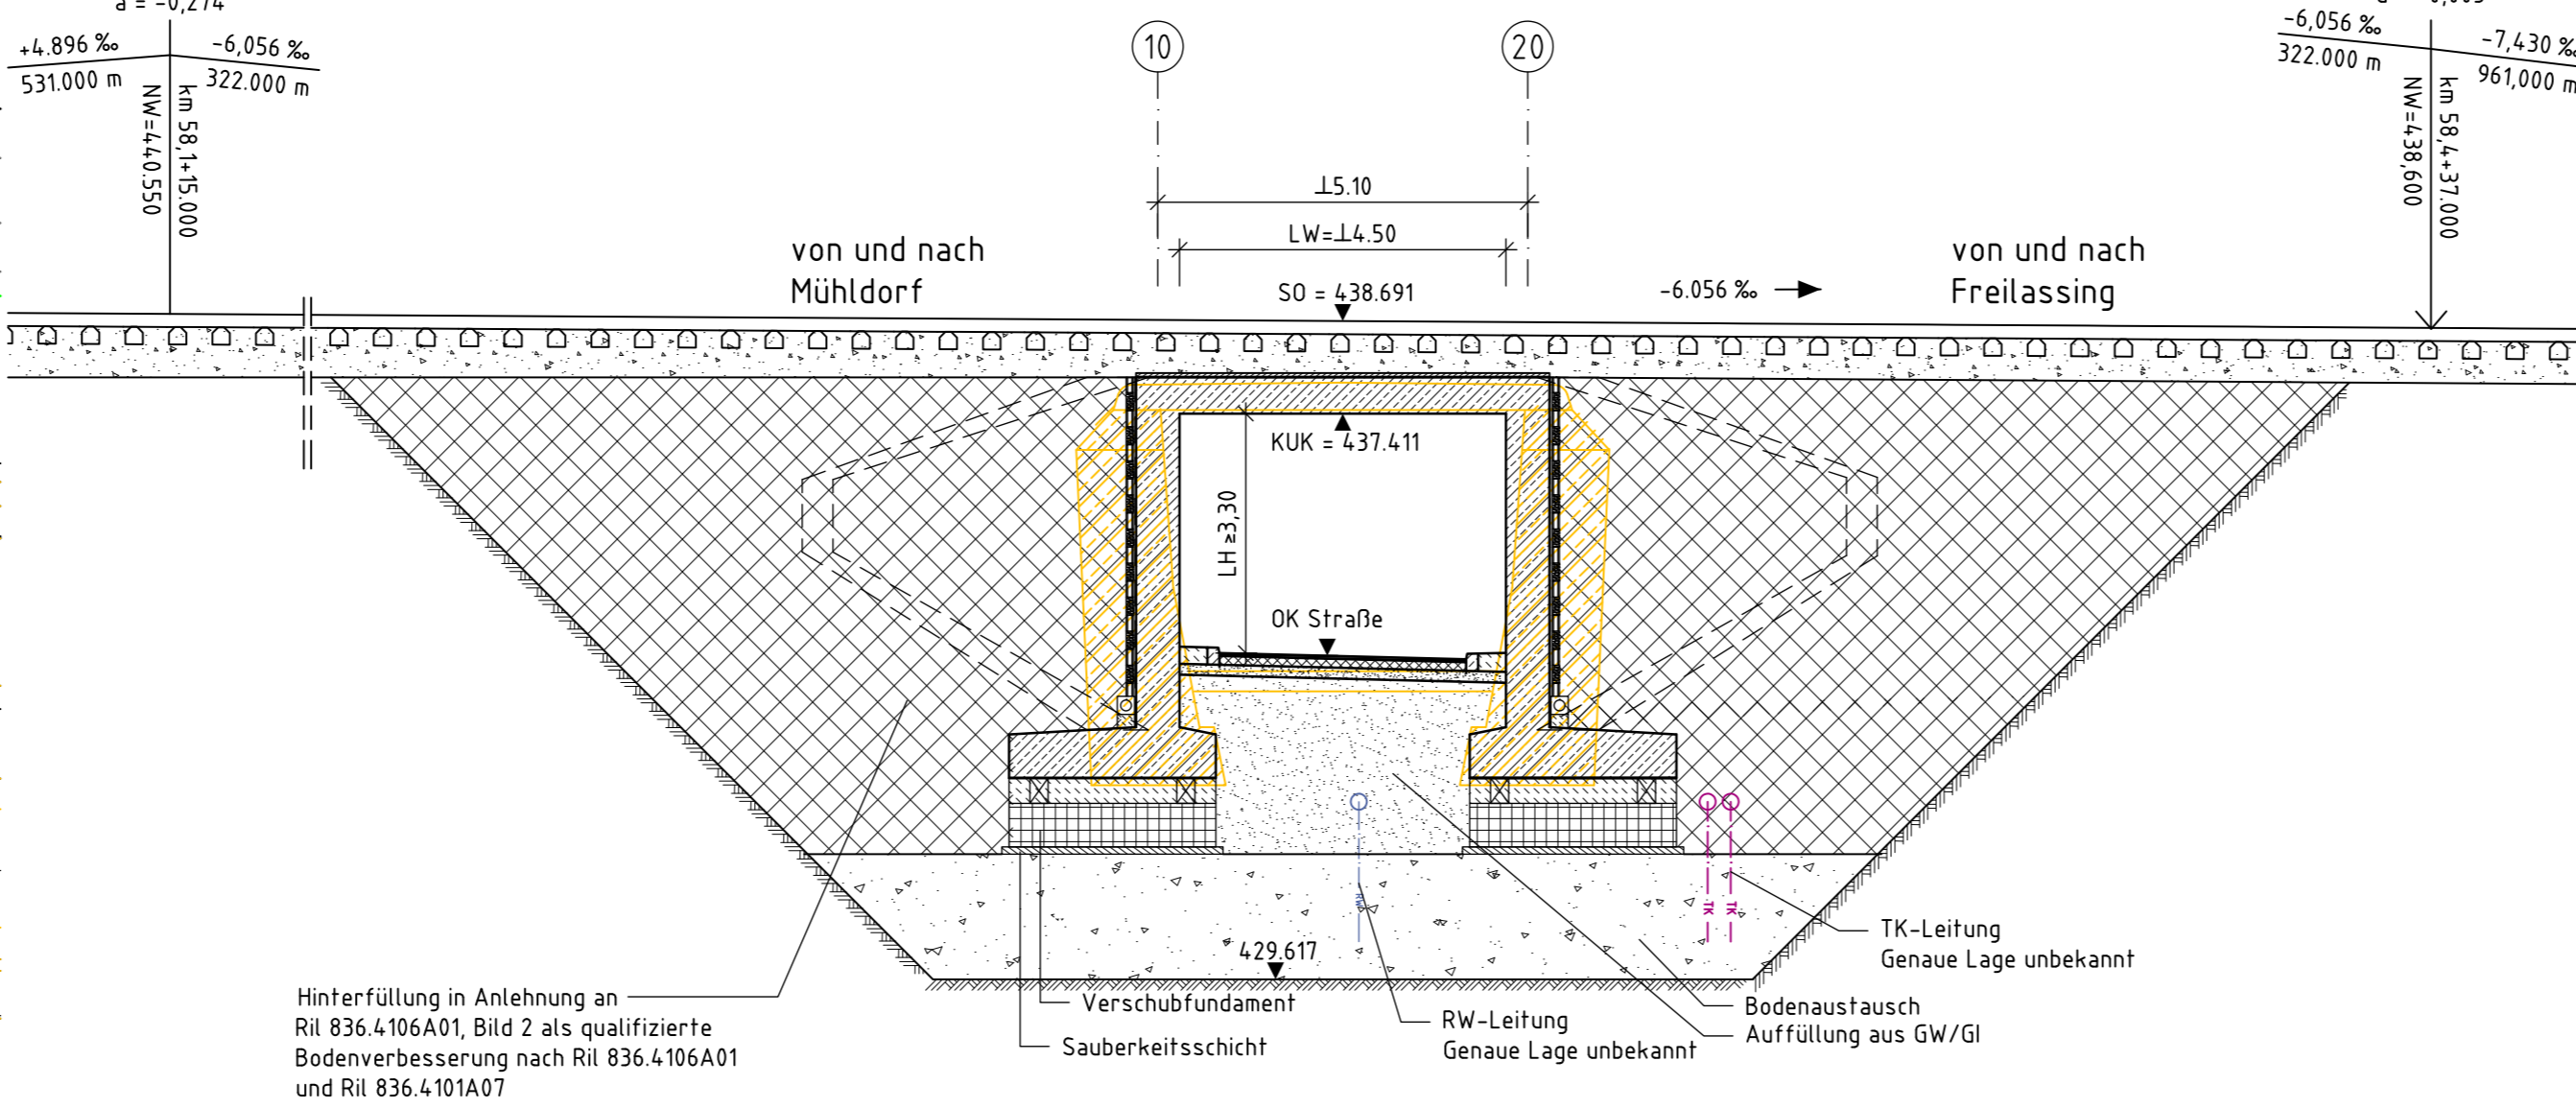 a = -0,274
+4.896 ‰
531.000 m
-6,056 ‰
322.000 m
NW=440.550
km 58,1+15.000
10
20
-6,056 ‰
322.000 m
-7,430 ‰
961,000 m
NW=438,600
km 58,4+37.000
⊥5.10
LW=⊥4.50
von und nach
Mühldorf
SO = 438.691
-6.056 ‰
von und nach
Freilassing
KUK = 437.411
LH ≥3,30
OK Straße
RW
TK
TK
429.617
Hinterfüllung in Anlehnung an
Ril 836.4106A01, Bild 2 als qualifizierte
Bodenverbesserung nach Ril 836.4106A01
und Ril 836.4101A07
Verschubfundament
Sauberkeitsschicht
RW-Leitung
Genaue Lage unbekannt
Bodenaustausch
Auffüllung aus GW/GI
TK-Leitung
Genaue Lage unbekannt